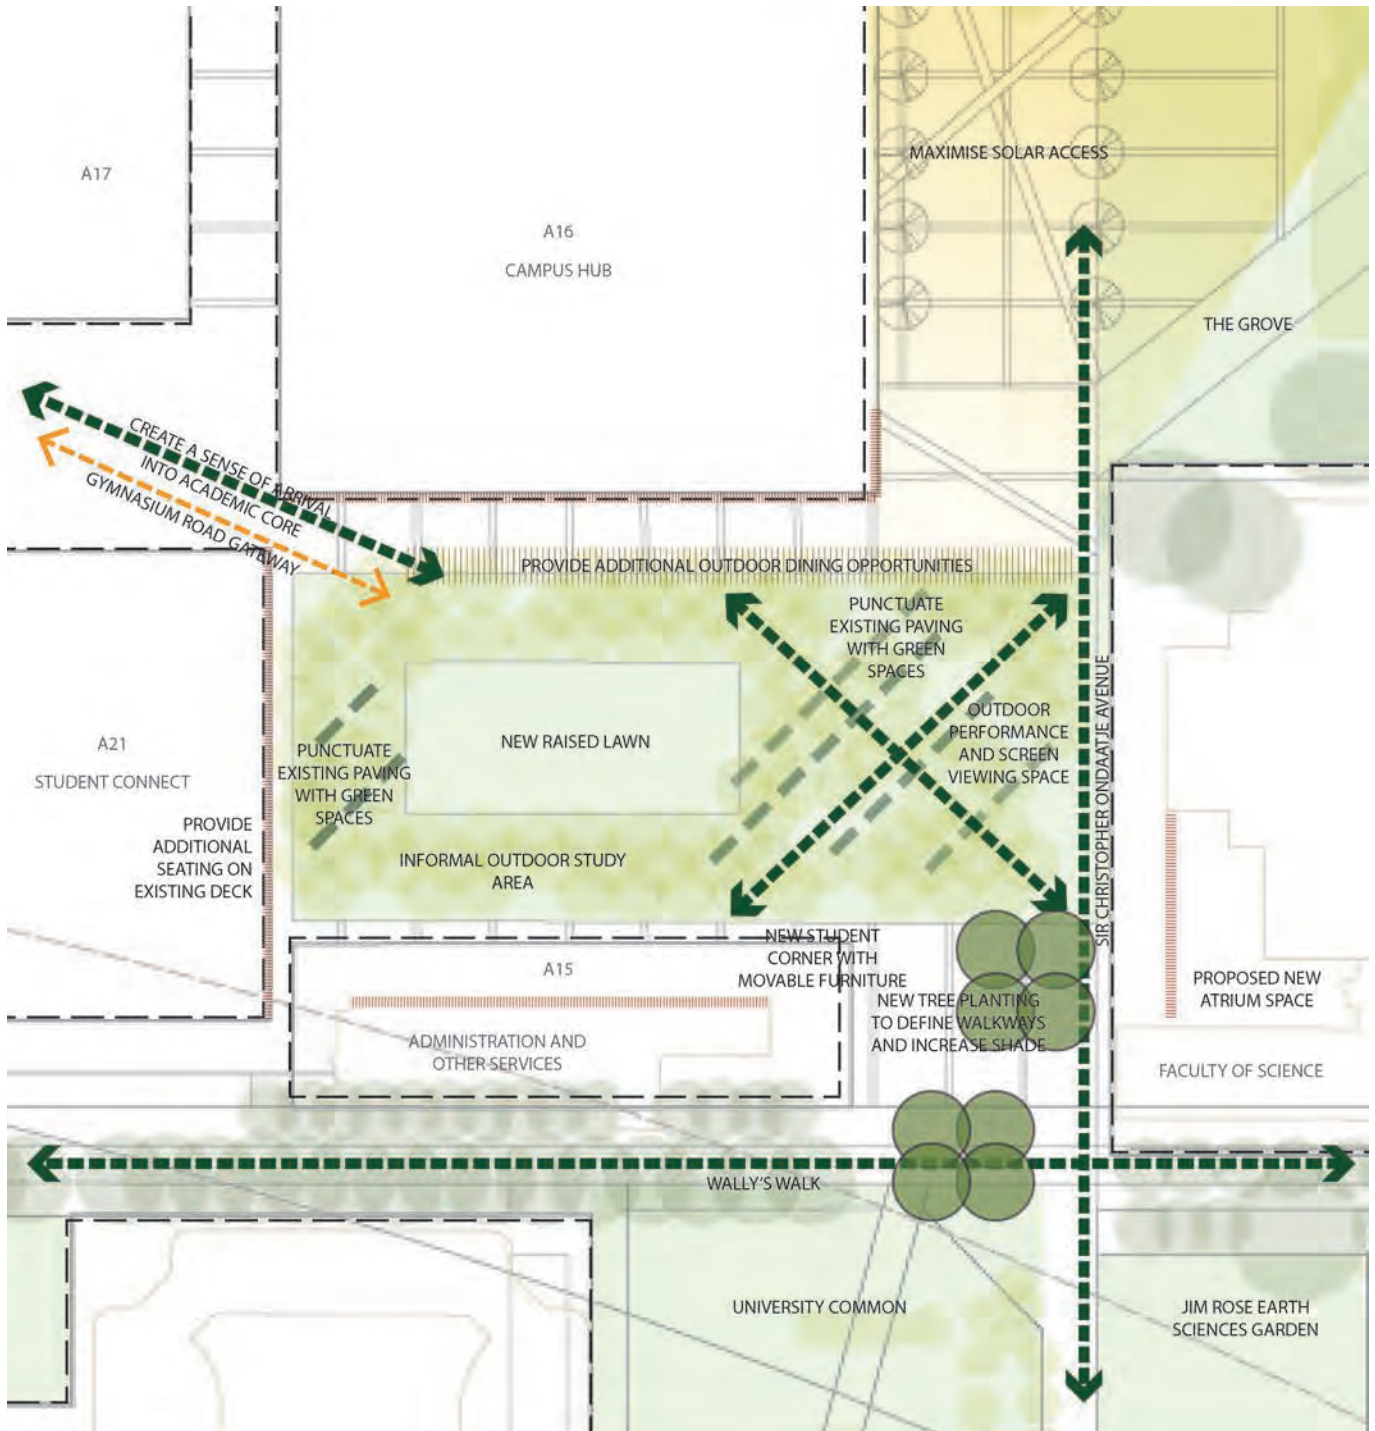 MAXIMISE SOLAR ACCESS
A17
A16
CAMPUS HUB
THE GROVE
CREATE A SENSE OF ARRIVAL
INTO ACADEMIC CORE
GYMNASIUM ROAD GATEWAY
PROVIDE ADDITIONAL OUTDOOR DINING OPPORTUNITIES
PUNCTUATE
EXISTING PAVING
WITH GREEN
SPACES
OUTDOOR
PERFORMANCE
AND SCREEN
VIEWING SPACE
SIR CHRISTOPHER ONDAATJE AVENUE
NEW RAISED LAWN
A21
STUDENT CONNECT
PUNCTUATE
EXISTING PAVING
WITH GREEN
SPACES
PROVIDE
ADDITIONAL
SEATING ON
EXISTING DECK
INFORMAL OUTDOOR STUDY
AREA
NEW STUDENT
CORNER WITH
MOVABLE FURNITURE
A15
NEW TREE PLANTING
TO DEFINE WALKWAYS
AND INCREASE SHADE
PROPOSED NEW
ATRIUM SPACE
ADMINISTRATION AND
OTHER SERVICES
FACULTY OF SCIENCE
WALLY'S WALK
UNIVERSITY COMMON
JIM ROSE EARTH
SCIENCES GARDEN